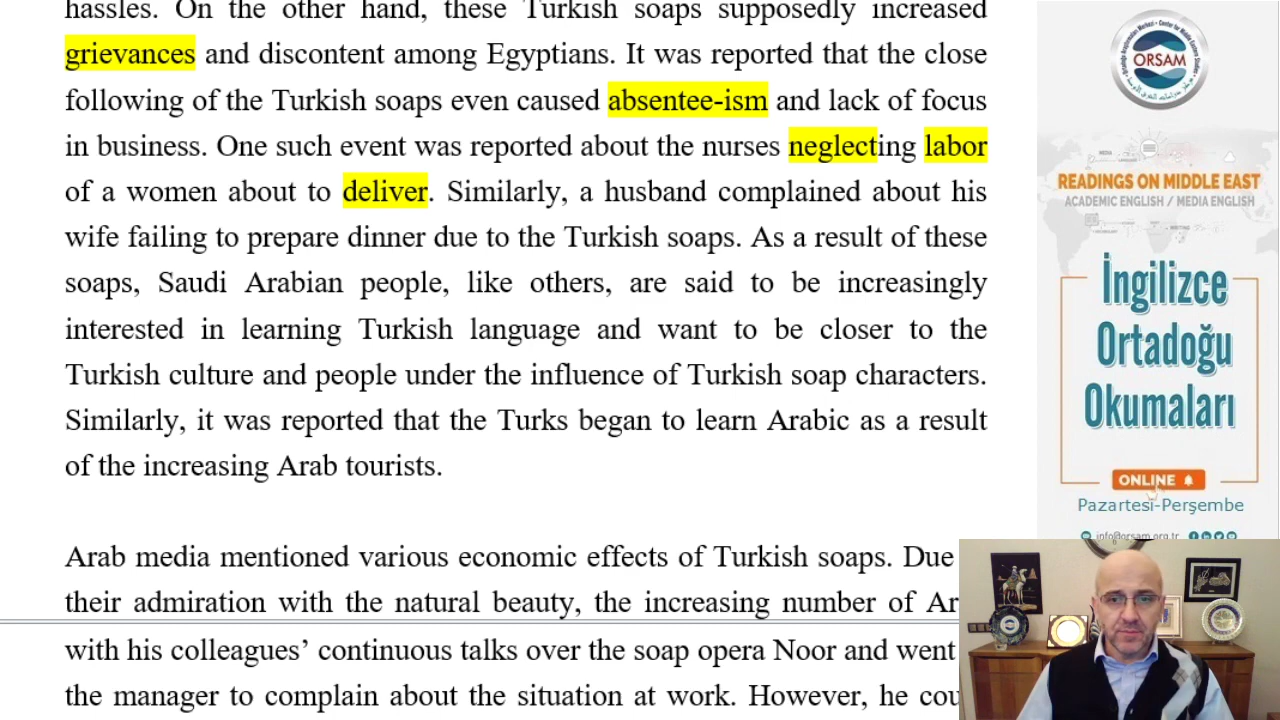 hassles. On the other hand, these Turkish soaps supposedly increased
grievances and discontent among Egyptians. It was reported that the close
following of the Turkish soaps even caused absentee-ism and lack of focus
in business. One such event was reported about the nurses neglecting labor
of a women about to deliver. Similarly, a husband complained about his
wife failing to prepare dinner due to the Turkish soaps. As a result of these
soaps, Saudi Arabian people, like others, are said to be increasingly
interested in learning Turkish language and want to be closer to the
Turkish culture and people under the influence of Turkish soap characters.
Similarly, it was reported that the Turks began to learn Arabic as a result
of the increasing Arab tourists.
Arab media mentioned various economic effects of Turkish soaps. Due
their admiration with the natural beauty, the increasing number of Ar
with his colleagues’ continuous talks over the soap opera Noor and went
the manager to complain about the situation at work. However, he cou
ORSAM
READINGS ON MIDDLE EAST
ACADEMIC ENGLISH / MEDIA ENGLISH
İngilizce
Ortadoğu
Okumaları
ONLINE
Pazartesi-Perşembe
info@orsam.org.tr